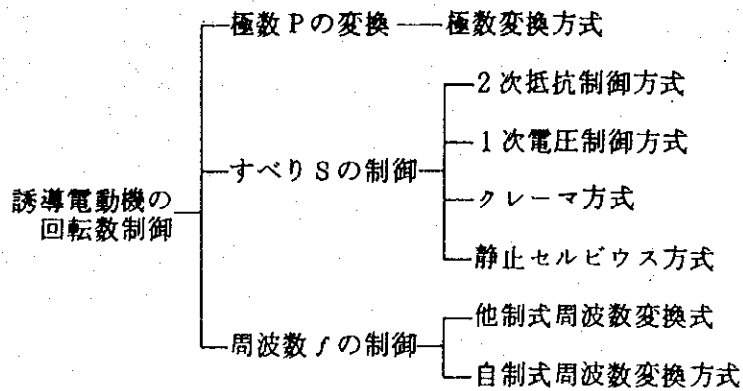 極数Pの変換
極数変換方式
2次抵抗制御方式
1次電圧制御方式
すべりSの制御
クレーマ方式
誘導電動機の
回転数制御
静止セルビウス方式
他制式周波数変換式
周波数fの制御
自制式周波数変換方式